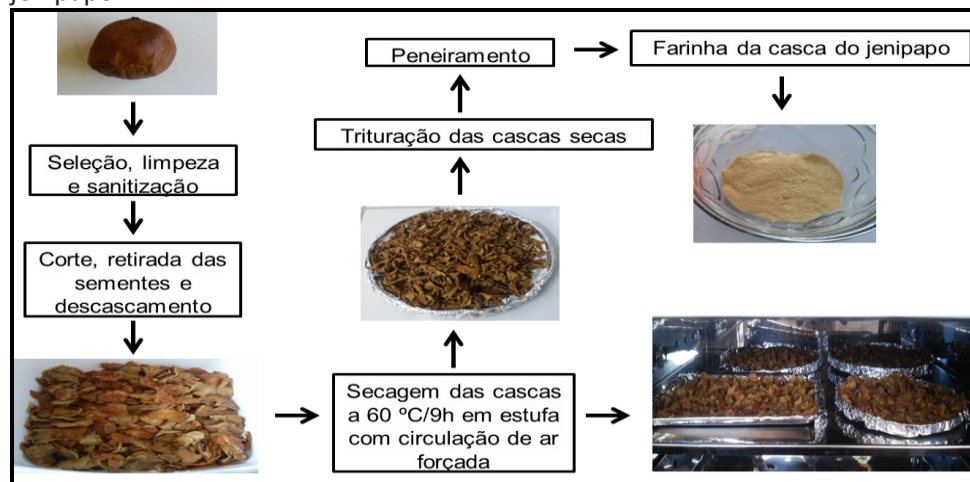 jenipapo
Seleção, limpeza
e sanitização
Corte, retirada das
sementes e
descascamento
Secagem das cascas
a 60 ºC/9h em estufa
com circulação de ar
forçada
Trituração das cascas secas
Peneiramento
Farinha da casca do jenipapo